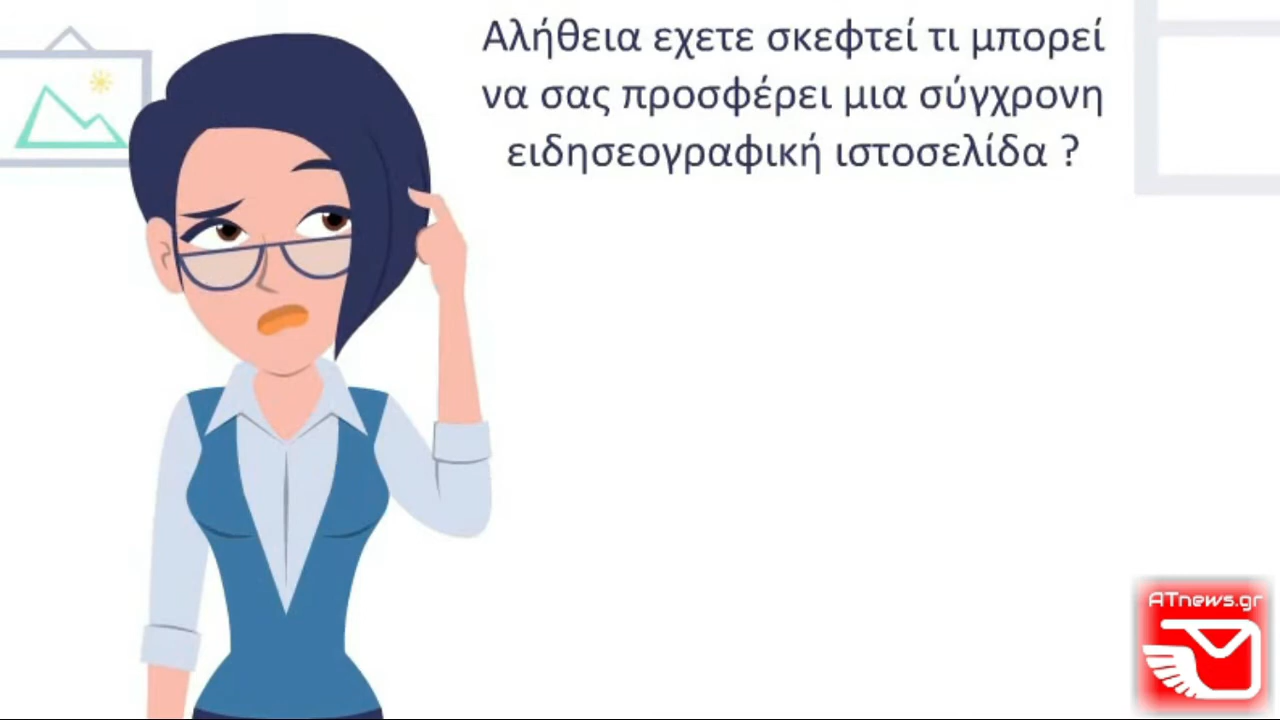 Αλήθεια εχετε σκεφτεί τι μπορεί
να σας προσφέρει μια σύγχρονη
ειδησεογραφική ιστοσελίδα ?
ATnews.gr